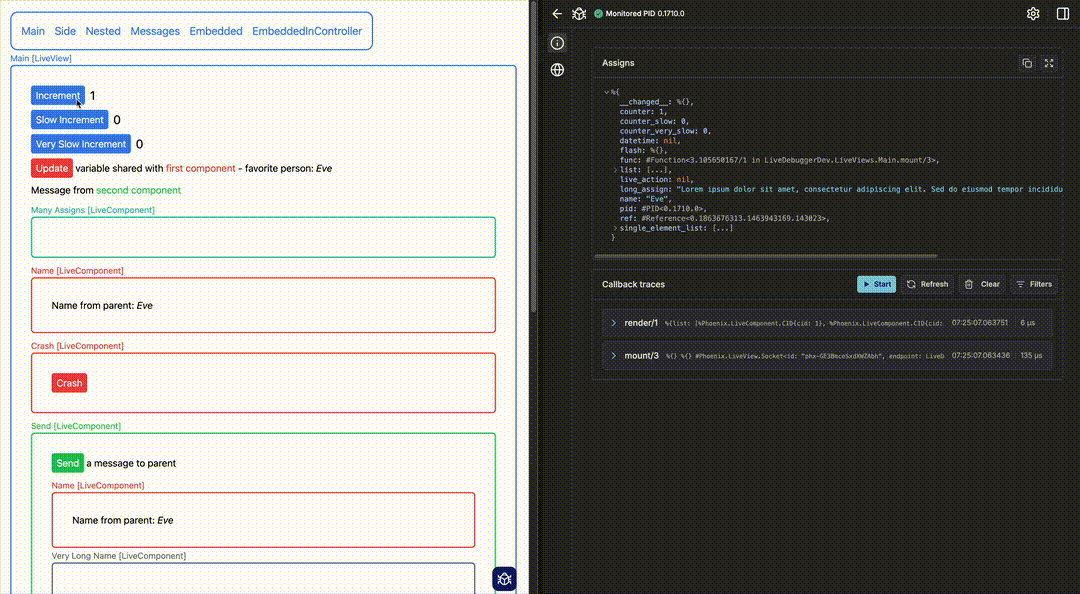 Main Side Nested Messages Embedded EmbeddedInController
Main [LiveView]
Increment 1
Slow Increment 0
Very Slow Increment 0
Update variable shared with first component - favorite person: Eve
Message from second component
Many Assigns [LiveComponent]
Name [LiveComponent]
Name from parent: Eve
Crash [LiveComponent]
Crash
Send [LiveComponent]
Send a message to parent
Name [LiveComponent]
Name from parent: Eve
Very Long Name [LiveComponent]
Monitored PID 0.1710.0
Assigns
%{
__changed__: %{},
counter: 1,
counter_slow: 0,
counter_very_slow: 0,
datetime: nil,
flash: %{},
func: #Function<3.105650167/1 in LiveDebuggerDev.LiveViews.Main.mount/3>,
list: [...],
live_action: nil,
long_assign: "Lorem ipsum dolor sit amet, consectetur adipiscing elit. Sed do eiusmod tempor incididu
name: "Eve",
pid: #PID<0.1710.0>,
ref: #Reference<0.1863676313.1463943169.143023>,
single_element_list: [...]
}
Callback traces
Start Refresh Clear Filters
render/1 %{list: [%Phoenix.LiveComponent.CID{cid: 1}, %Phoenix.LiveComponent.CID{cid: 07:25:07.063751 6 µs
mount/3 %{} %{} #Phoenix.LiveView.Socket<id: "phx-GE3BeceSxdXWZAbh", endpoint: LiveD 07:25:07.063436 135 µs